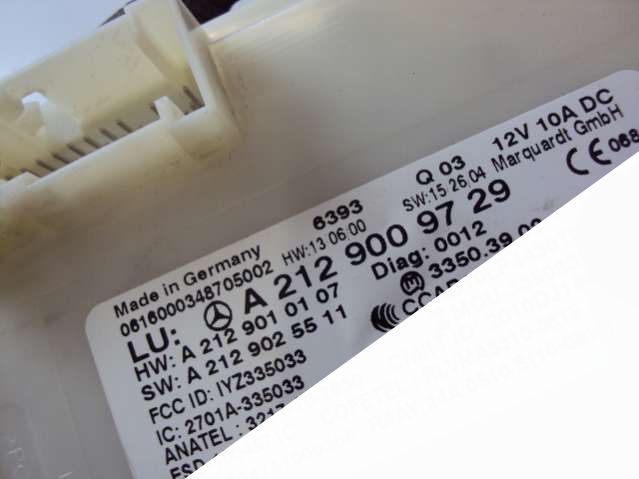 6393 Q 03 12V 10A DC
Made in Germany HW:13 06:00 SW:15 26.04 Marquardt GmbH
0616000348705002 CE 068
LU: A 212 900 97 29
HW: A 212 901 01 07 Diag: 0012
SW: A 212 902 55 11 3350.39
FCC ID: IYZ335033
IC: 2701A-335033
ANATEL :